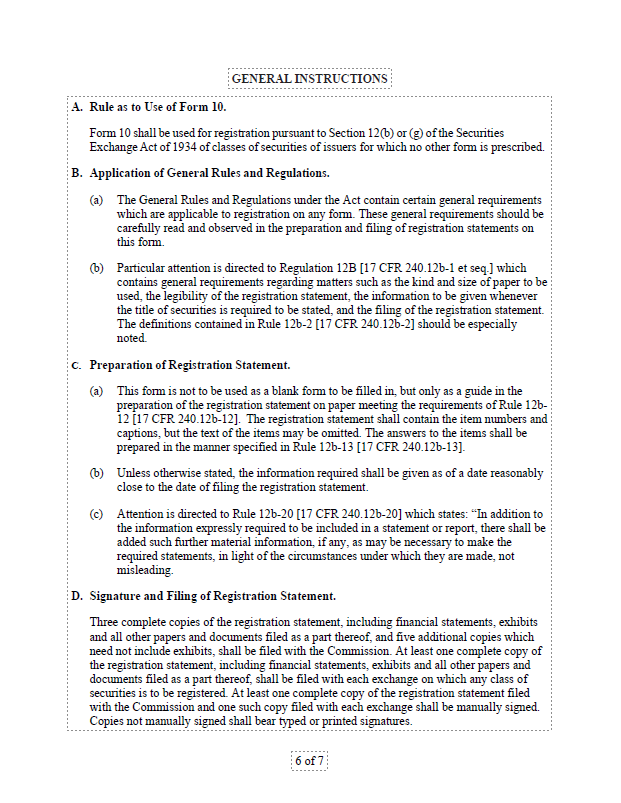 GENERAL INSTRUCTIONS
A. Rule as to Use of Form 10.
Form 10 shall be used for registration pursuant to Section 12(b) or (g) of the Securities
Exchange Act of 1934 of classes of securities of issuers for which no other form is prescribed.
B. Application of General Rules and Regulations.
(a) The General Rules and Regulations under the Act contain certain general requirements
which are applicable to registration on any form. These general requirements should be
carefully read and observed in the preparation and filing of registration statements on
this form.
(b) Particular attention is directed to Regulation 12B [17 CFR 240.12b-1 et seq.] which
contains general requirements regarding matters such as the kind and size of paper to be
used, the legibility of the registration statement, the information to be given whenever
the title of securities is required to be stated, and the filing of the registration statement.
The definitions contained in Rule 12b-2 [17 CFR 240.12b-2] should be especially
noted.
C. Preparation of Registration Statement.
(a) This form is not to be used as a blank form to be filled in, but only as a guide in the
preparation of the registration statement on paper meeting the requirements of Rule 12b-
12 [17 CFR 240.12b-12]. The registration statement shall contain the item numbers and
captions, but the text of the items may be omitted. The answers to the items shall be
prepared in the manner specified in Rule 12b-13 [17 CFR 240.12b-13].
(b) Unless otherwise stated, the information required shall be given as of a date reasonably
close to the date of filing the registration statement.
(c) Attention is directed to Rule 12b-20 [17 CFR 240.12b-20] which states: “In addition to
the information expressly required to be included in a statement or report, there shall be
added such further material information, if any, as may be necessary to make the
required statements, in light of the circumstances under which they are made, not
misleading.
D. Signature and Filing of Registration Statement.
Three complete copies of the registration statement, including financial statements, exhibits
and all other papers and documents filed as a part thereof, and five additional copies which
need not include exhibits, shall be filed with the Commission. At least one complete copy of
the registration statement, including financial statements, exhibits and all other papers and
documents filed as a part thereof, shall be filed with each exchange on which any class of
securities is to be registered. At least one complete copy of the registration statement filed
with the Commission and one such copy filed with each exchange shall be manually signed.
Copies not manually signed shall bear typed or printed signatures.
6 of 7